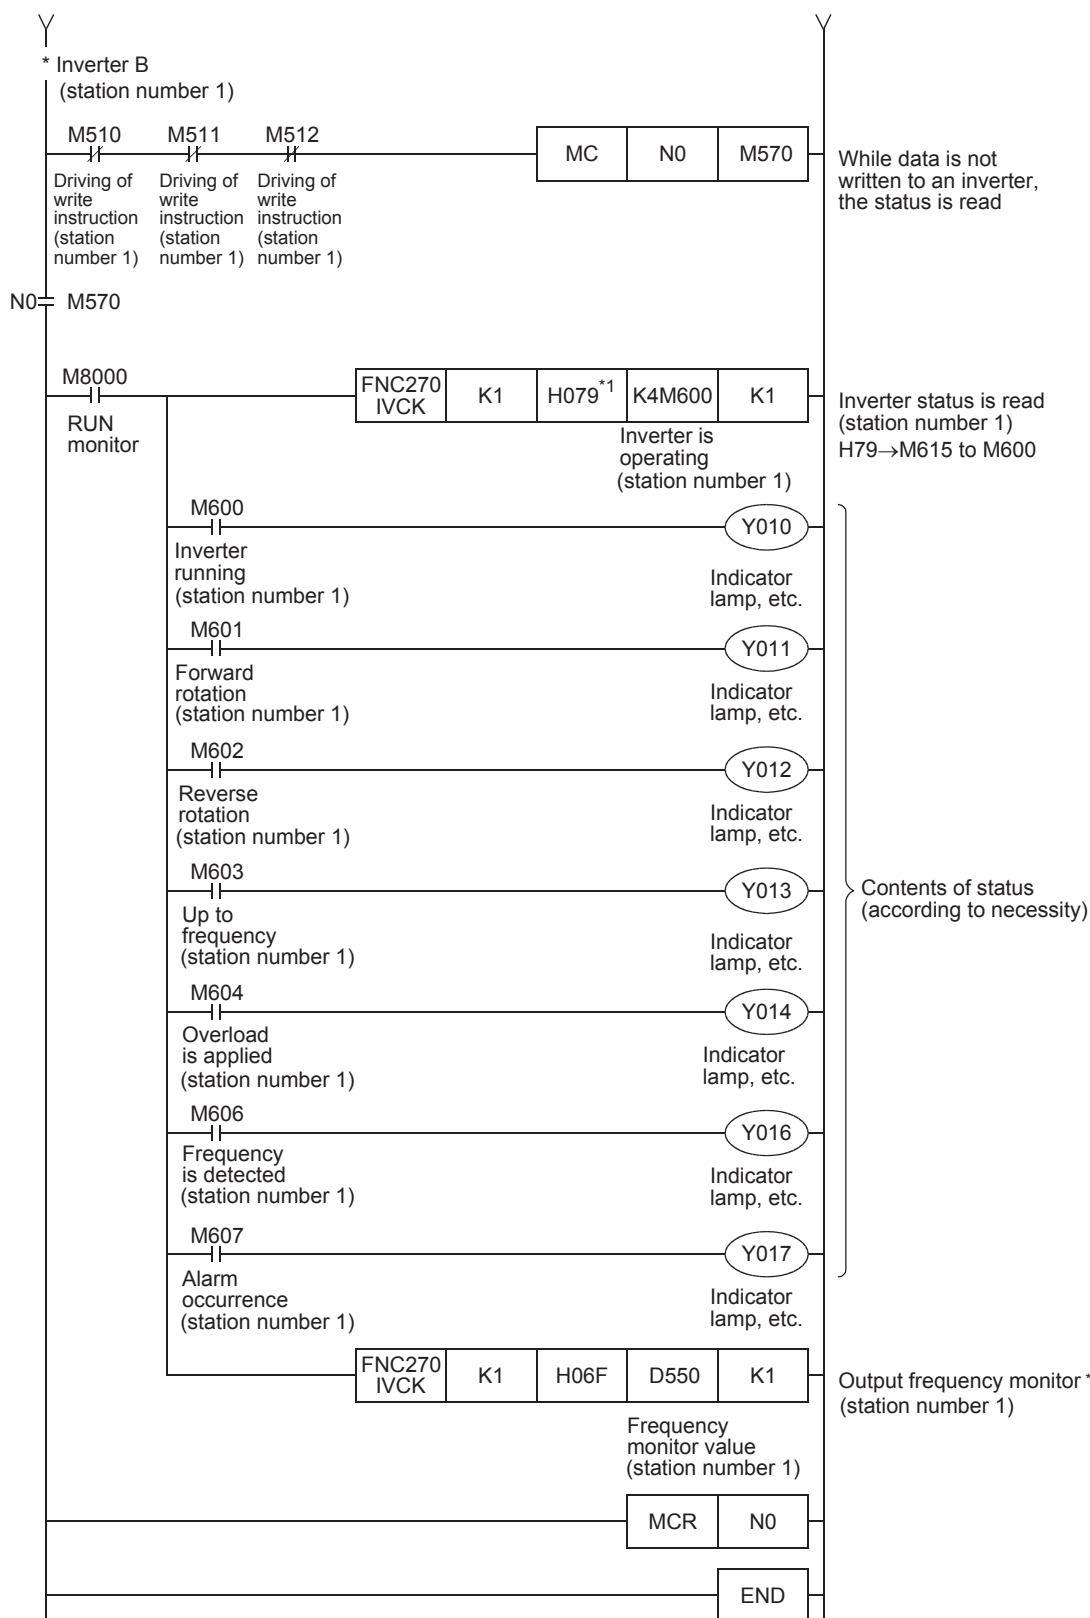 * Inverter B
(station number 1)
M510 M511 M512
MC N0 M570
Driving of write instruction (station number 1)
Driving of write instruction (station number 1)
Driving of write instruction (station number 1)
While data is not
written to an inverter,
the status is read
N0 M570
M8000
RUN
monitor
FNC270 IVCK K1 H079*1 K4M600 K1
Inverter is
operating
(station number 1)
Inverter status is read
(station number 1)
H79→M615 to M600
M600
Y010
Inverter
running
(station number 1)
Indicator
lamp, etc.
M601
Y011
Forward
rotation
(station number 1)
Indicator
lamp, etc.
M602
Y012
Reverse
rotation
(station number 1)
Indicator
lamp, etc.
M603
Y013
Up to
frequency
(station number 1)
Indicator
lamp, etc.
Contents of status
(according to necessity)
M604
Y014
Overload
is applied
(station number 1)
Indicator
lamp, etc.
M606
Y016
Frequency
is detected
(station number 1)
Indicator
lamp, etc.
M607
Y017
Alarm
occurrence
(station number 1)
Indicator
lamp, etc.
FNC270 IVCK K1 H06F D550 K1
Frequency
monitor value
(station number 1)
Output frequency monitor *
(station number 1)
MCR N0
END